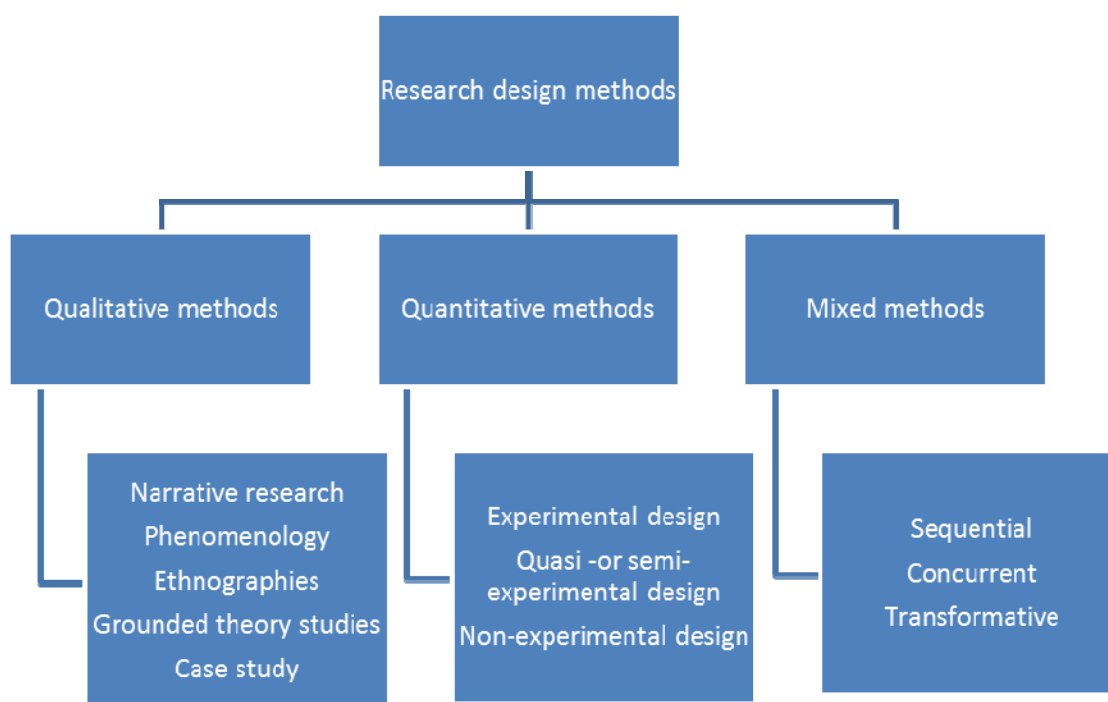 Research design methods
Qualitative methods
Quantitative methods
Mixed methods
Narrative research
Phenomenology
Ethnographies
Grounded theory studies
Case study
Experimental design
Quasi -or semi-
experimental design
Non-experimental design
Sequential
Concurrent
Transformative